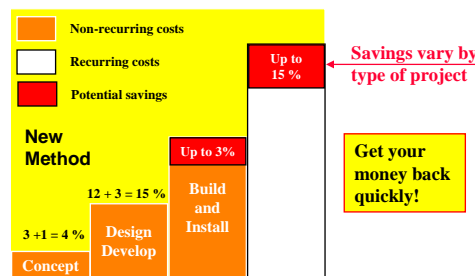 Non-recurring costs
Recurring costs
Potential savings
Up to
15 %
Savings vary by
type of project
New
Method
Up to 3%
Get your
money back
quickly!
12 + 3 = 15 %
Build
and
Install
3 +1 = 4 %
Design
Develop
Concept